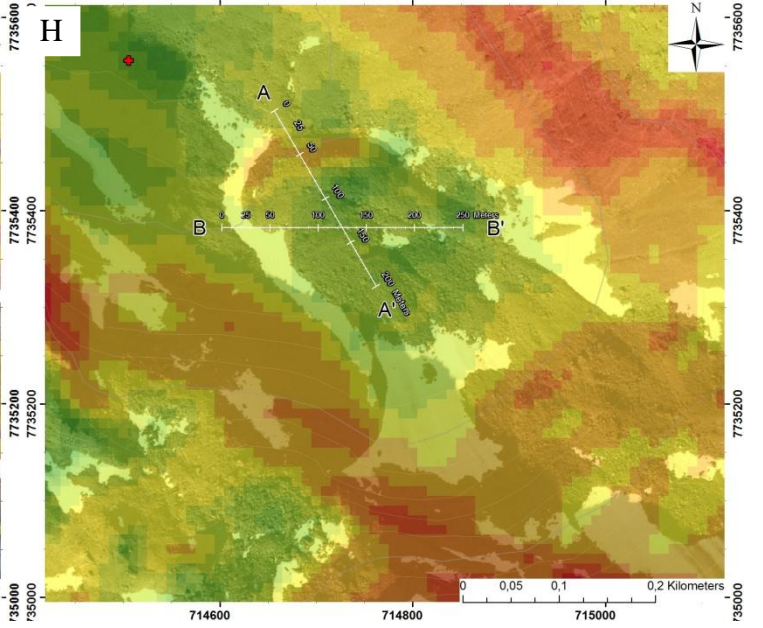 H
N
7735600
7735600
A
0 25 50 100 150 200 Meters
7735400
7735400
B
0 25 50 100 150 200 250 Meters
B'
A'
7735200
7735200
0 0,05 0,1 0,2 Kilometers
735000
735000
714600
714800
715000